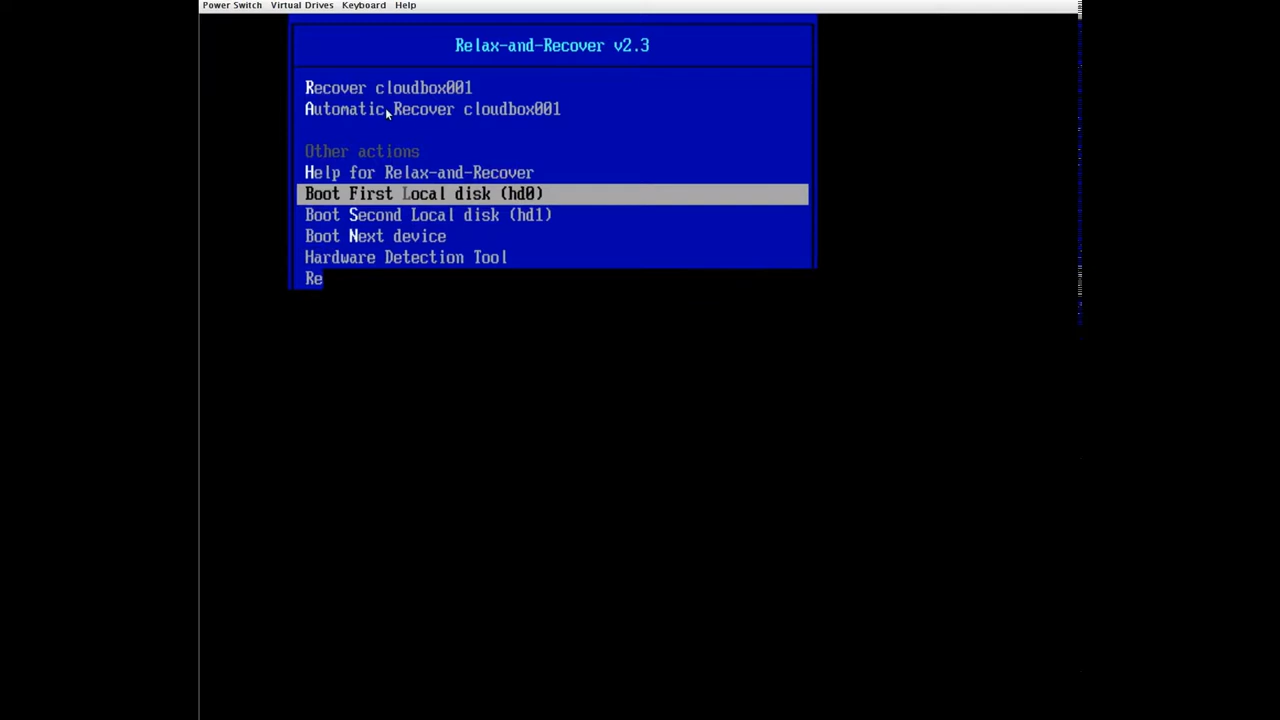 Power Switch Virtual Drives Keyboard Help
Relax-and-Recover v2.3
Recover cloudbox001
Automatic Recover cloudbox001
Other actions
Help for Relax-and-Recover
Boot First Local disk (hd0)
Boot Second Local disk (hd1)
Boot Next device
Hardware Detection Tool
Re